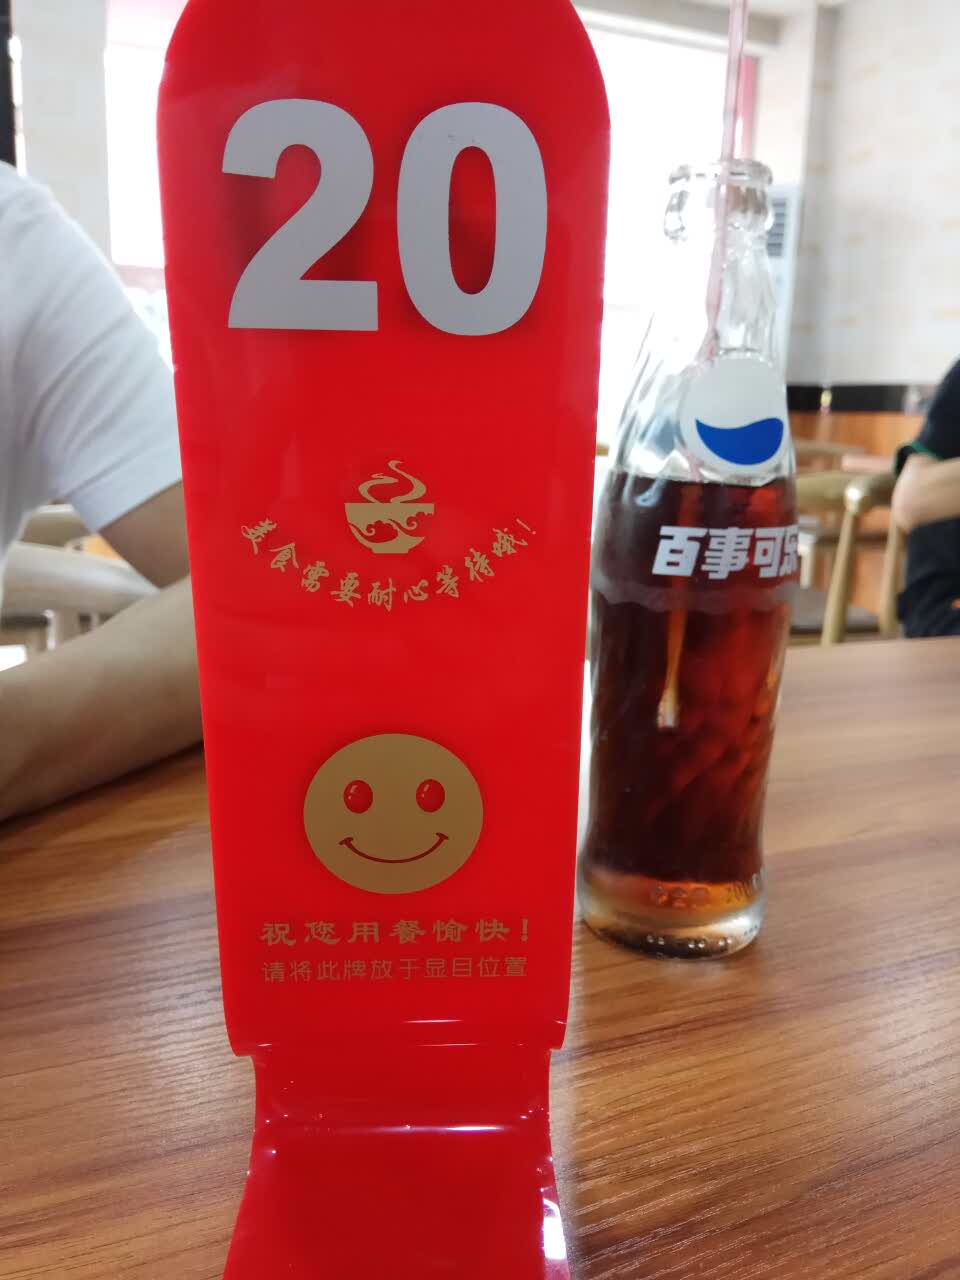 20
美食需要耐心等待哦!
祝您用餐愉快!
请将此牌放于显目位置
百事可乐